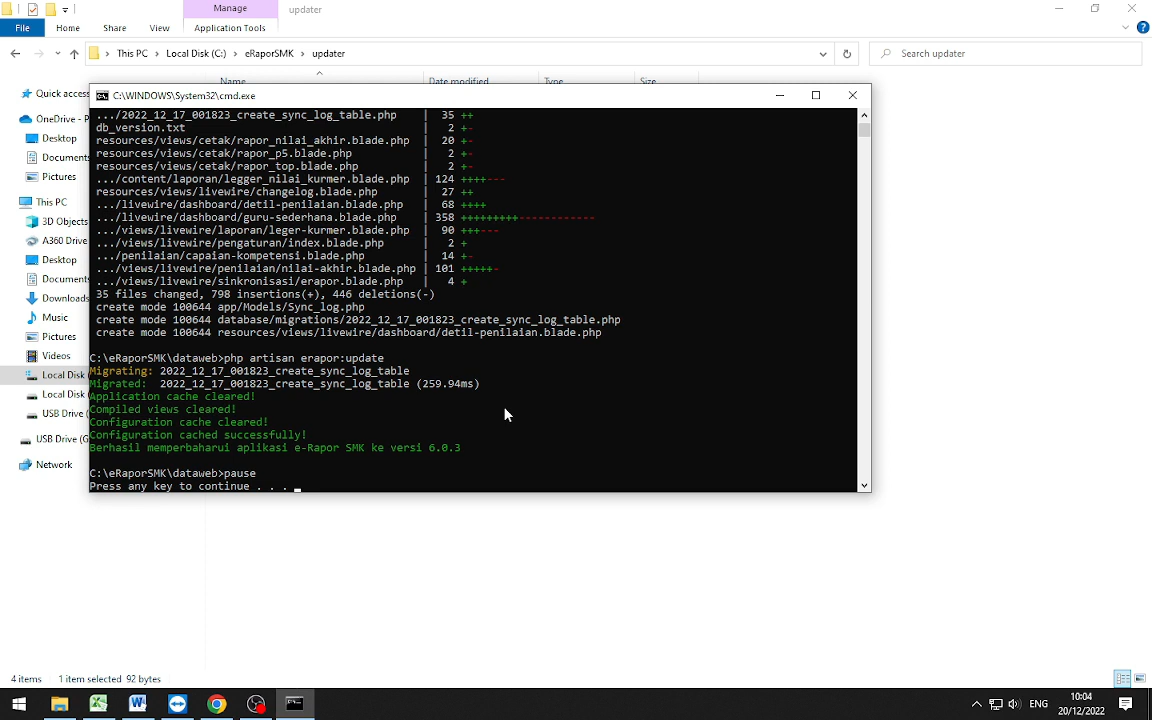 Manage
updater
File
Home
Share
View
Application Tools
This PC
Local Disk (C:)
eRaporSMK
updater
Search updater
Name
Date modified
Type
Size
Quick access
OneDrive - P
Desktop
Documents
Pictures
This PC
3D Objects
A360 Drive
Desktop
Documents
Downloads
Music
Pictures
Videos
Local Disk
Local Disk
USB Drive (
USB Drive (G
Network
C:\WINDOWS\System32\cmd.exe
.../2022_12_17_001823_create_sync_log_table.php | 35 ++
db_version.txt | 2 +-
resources/views/cetak/rapor_nilai_akhir.blade.php | 20 +-
resources/views/cetak/rapor_p5.blade.php | 2 +-
resources/views/cetak/rapor_top.blade.php | 2 +-
.../content/laporan/legger_nilai_kurmer.blade.php | 124 ++++---
resources/views/livewire/changelog.blade.php | 27 ++
.../livewire/dashboard/detil-penilaian.blade.php | 68 ++++
.../livewire/dashboard/guru-sederhana.blade.php | 358 +++++++++------------
.../views/livewire/laporan/leger-kurmer.blade.php | 90 +++---
.../views/livewire/pengaturan/index.blade.php | 2 +
.../penilaian/capaian-kompetensi.blade.php | 14 +-
.../views/livewire/penilaian/nilai-akhir.blade.php | 101 +++++-
.../views/livewire/sinkronisasi/erapor.blade.php | 4 +
35 files changed, 798 insertions(+), 446 deletions(-)
create mode 100644 app/Models/Sync_log.php
create mode 100644 database/migrations/2022_12_17_001823_create_sync_log_table.php
create mode 100644 resources/views/livewire/dashboard/detil-penilaian.blade.php
C:\eRaporSMK\dataweb>php artisan erapor:update
Migrating: 2022_12_17_001823_create_sync_log_table
Migrated: 2022_12_17_001823_create_sync_log_table (259.94ms)
Application cache cleared!
Compiled views cleared!
Configuration cache cleared!
Configuration cached successfully!
Berhasil memperbaharui aplikasi e-Rapor SMK ke versi 6.0.3
C:\eRaporSMK\dataweb>pause
Press any key to continue . . .
4 items
1 item selected 92 bytes
ENG
10:04
20/12/2022